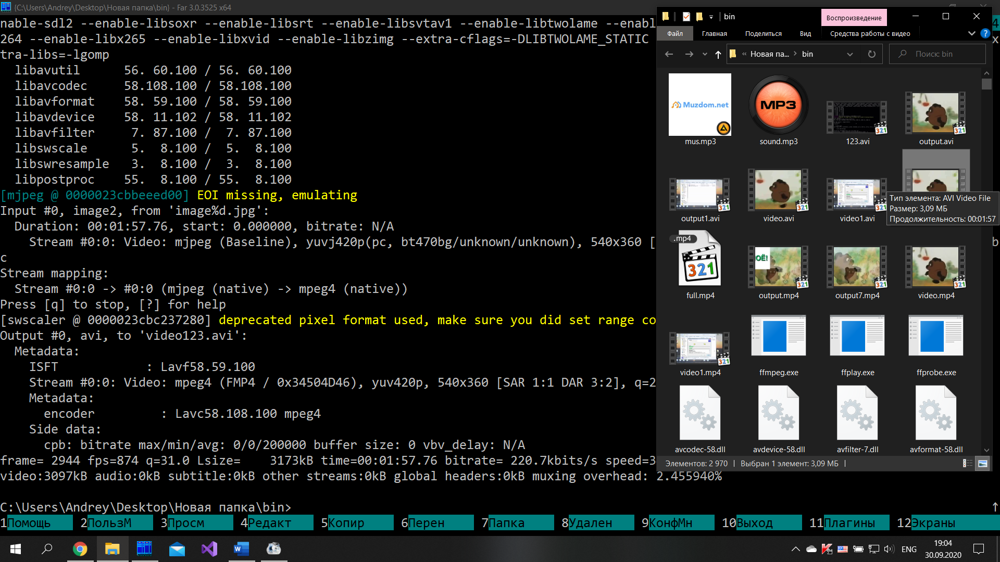 {C:\Users\Andrey\Desktop\Новая папка\bin} - Far 3.0.3525 x64
nable-sdl2 --enable-libsoxr --enable-libsrt --enable-libsvtav1 --enable-libtwolame --enabl
264 --enable-libx265 --enable-libxvid --enable-libzimg --extra-cflags=-DLIBTWOLAME_STATIC
tra-libs=-lgomp
libavutil 56. 60.100 / 56. 60.100
libavcodec 58.108.100 / 58.108.100
libavformat 58. 59.100 / 58. 59.100
libavdevice 58. 11.102 / 58. 11.102
libavfilter 7. 87.100 / 7. 87.100
libswscale 5. 8.100 / 5. 8.100
libswresample 3. 8.100 / 3. 8.100
libpostproc 55. 8.100 / 55. 8.100
[mjpeg @ 0000023cbbeeed00] EOI missing, emulating
Input #0, image2, from 'image%d.jpg':
Duration: 00:01:57.76, start: 0.000000, bitrate: N/A
Stream #0:0: Video: mjpeg (Baseline), yuvj420p(pc, bt470bg/unknown/unknown), 540x360 [
c
Stream mapping:
Stream #0:0 -> #0:0 (mjpeg (native) -> mpeg4 (native))
Press [q] to stop, [?] for help
[swscaler @ 0000023cbc237280] deprecated pixel format used, make sure you did set range co
Output #0, avi, to 'video123.avi':
Metadata:
ISFT : Lavf58.59.100
Stream #0:0: Video: mpeg4 (FMP4 / 0x34504D46), yuv420p, 540x360 [SAR 1:1 DAR 3:2], q=2
Metadata:
encoder : Lavc58.108.100 mpeg4
Side data:
cpb: bitrate max/min/avg: 0/0/200000 buffer size: 0 vbv_delay: N/A
frame= 2944 fps=874 q=31.0 Lsize= 3173kB time=00:01:57.76 bitrate= 220.7kbits/s speed=3
video:3097kB audio:0kB subtitle:0kB other streams:0kB global headers:0kB muxing overhead: 2.455940%
C:\Users\Andrey\Desktop\Новая папка\bin>
1Помощь 2ПользМ 3Просм 4Редакт 5Копир 6Перен 7Папка 8Удален 9КонфМн 10Выход 11Плагины 12Экраны
bin
Воспроизведение
Файл Главная Поделиться Вид Средства работы с видео
« Новая па... > bin
Поиск: bin
4
x
b
Muzdom.net
MP3
321
321
mus.mp3 sound.mp3 123.avi output.avi
321
321
321
Тип элемента: AVI Video File
Размер: 3,09 МБ
Продолжительность: 00:01:57
output1.avi video.avi video1.avi
.mp4
321
ОЁ!
321
321
321
full.mp4 output.mp4 output7.mp4 video.mp4
321
video1.mp4 ffmpeg.exe ffplay.exe ffprobe.exe
avcodec-58.dll avdevice-58.dll avfilter-7.dll avformat-58.dll
Элементов: 2 970 Выбран 1 элемент: 3,09 МБ
ENG
19:04
30.09.2020